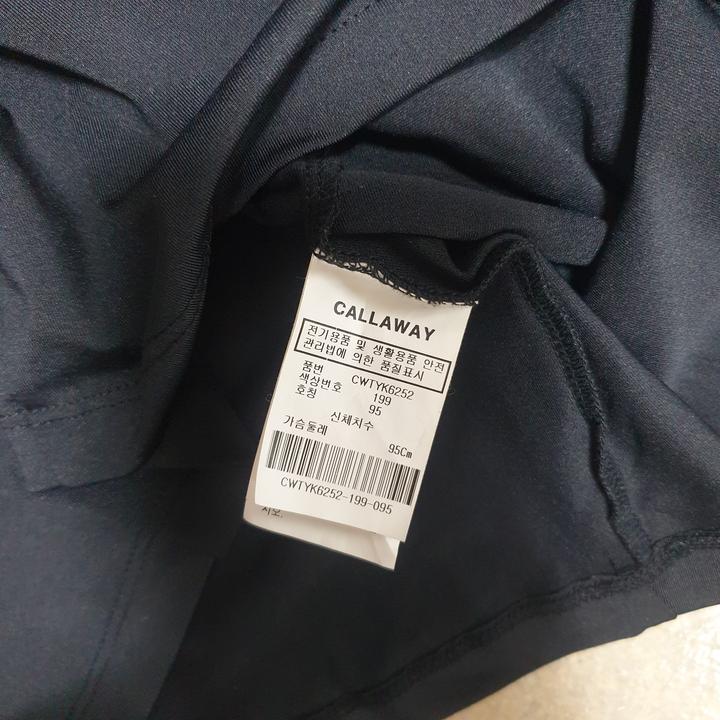 CALLAWAY
전기용품 및 생활용품 안전
관리법에 의한 품질표시
품번 CWTYK6252
색상번호 199
호칭 95
신체치수
가슴둘레 95Cm
CWTYK6252-199-095